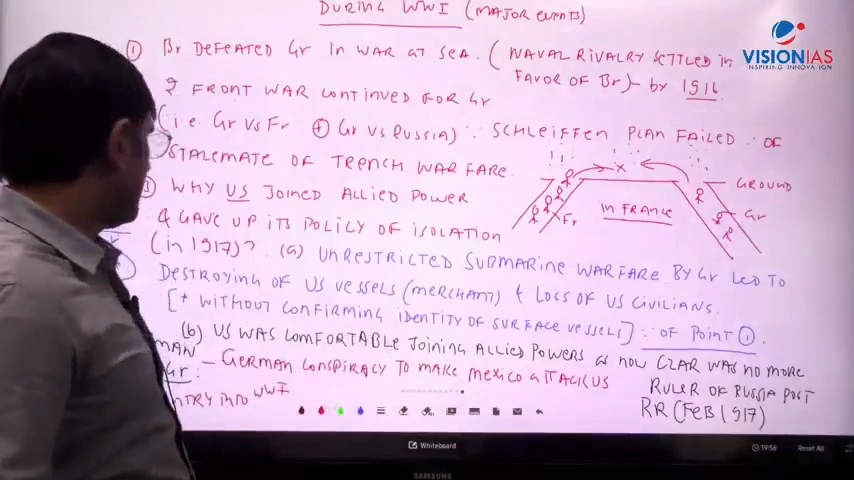 DURING WWI (MAJOR EVENTS)
VISIONIAS
INSPIRING INNOVATION
① Br DEFEATED Gr IN WAR AT SEA. (NAVAL RIVALRY SETTLED IN
FAVOR OF Br) - by 1916
2 FRONT WAR CONTINUED FOR Gr
(i.e. Gr VS Fr ⊕ Gr VS RUSSIA) ∵ SCHLEIFFEN PLAN FAILED ∵ OF
STALEMATE OF TRENCH WARFARE.
GROUND
Gr
Fr
IN FRANCE
③ WHY US JOINED ALLIED POWER
& GAVE UP ITS POLICY OF ISOLATION
(IN 1917)? (a) UNRESTRICTED SUBMARINE WARFARE BY Gr LED TO
DESTROYING OF US VESSELS (MERCHANT) & LOSS OF US CIVILIANS.
[+ WITHOUT CONFIRMING IDENTITY OF SURFACE VESSELS] ∵ OF POINT ①.
(b) US WAS COMFORTABLE JOINING ALLIED POWERS AS NOW CZAR WAS NO MORE
RULER OF RUSSIA POST
RR (FEB 1917)
MAN
Gr:
– GERMAN CONSPIRACY TO MAKE MEXICO ATTACK US
NTRY INTO WWI
Whiteboard
19:56
Reset All
SAMSUNG